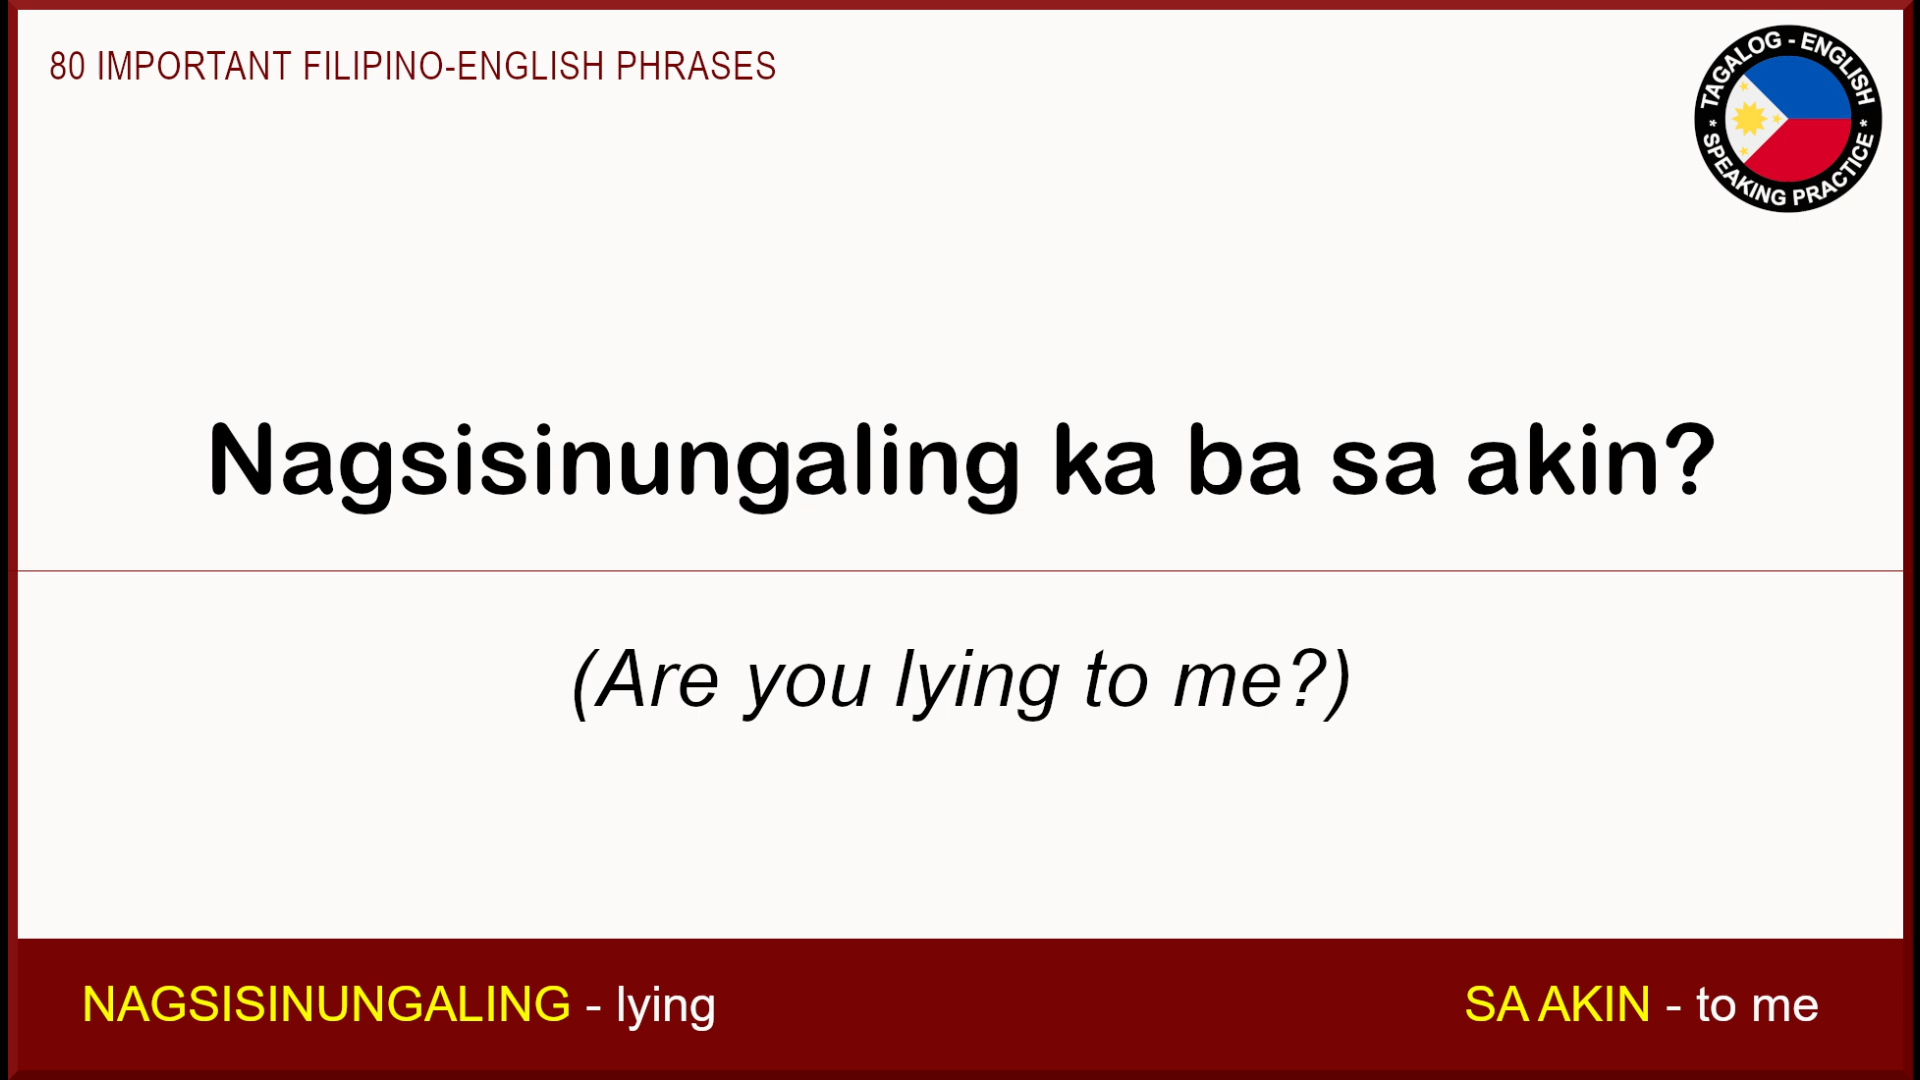 80 IMPORTANT FILIPINO-ENGLISH PHRASES
TAGALOG - ENGLISH
* SPEAKING PRACTICE *
Nagsisinungaling ka ba sa akin?
(Are you lying to me?)
NAGSISINUNGALING - lying
SA AKIN - to me